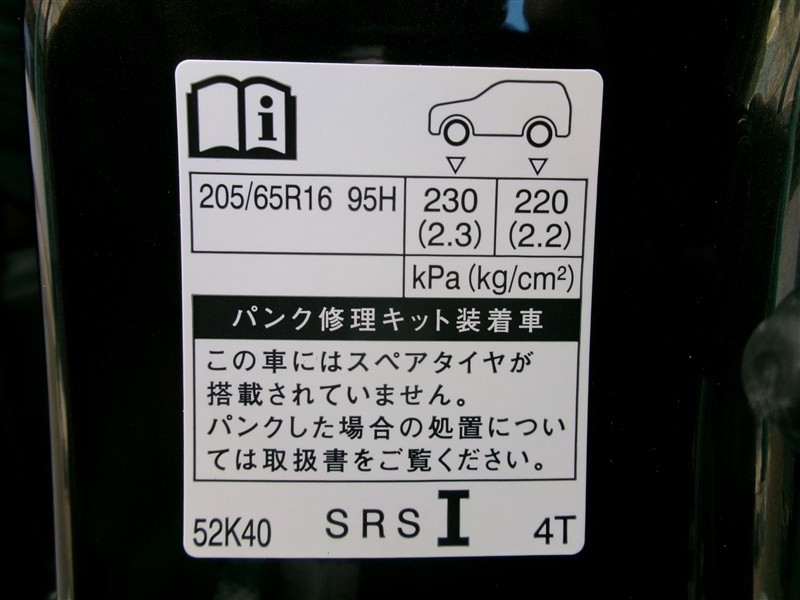 205/65R16 95H 230 220
(2.3) (2.2)
kPa (kg/cm²)
パンク修理キット装着車
この車にはスペアタイヤが
搭載されていません。
パンクした場合の処置につい
ては取扱書をご覧ください。
52K40 SRS I 4T